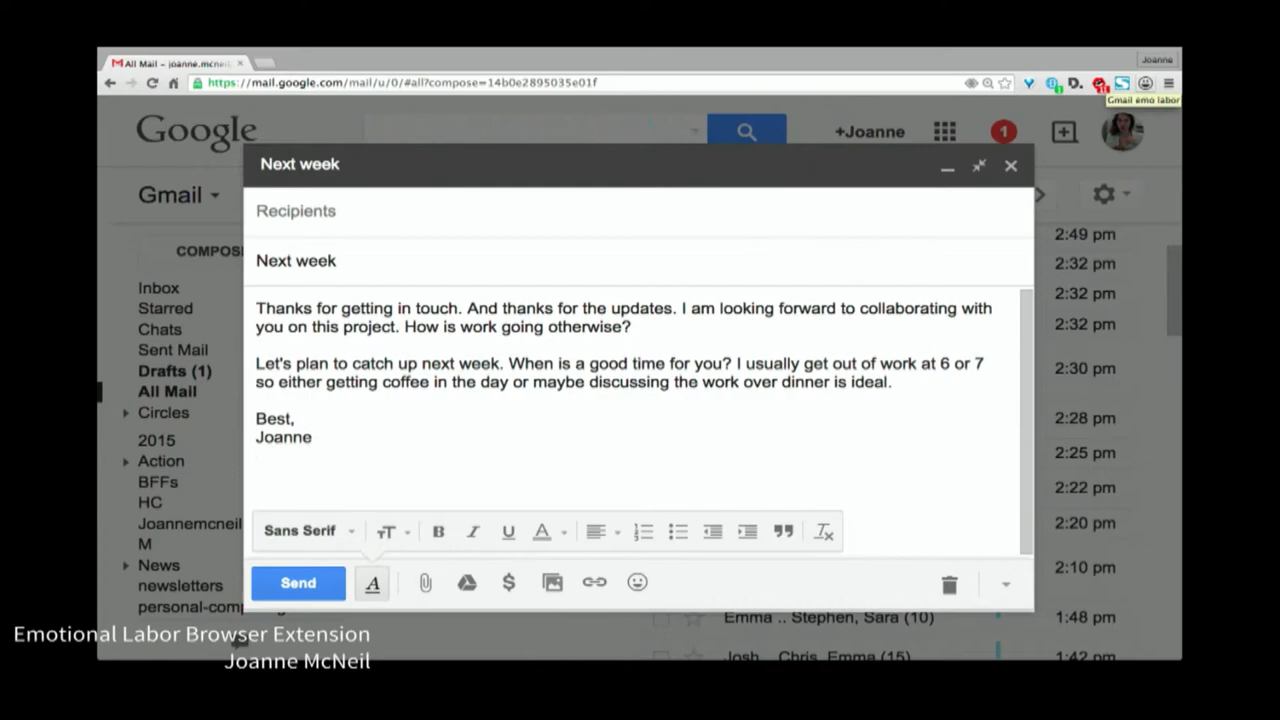 All Mail – joanne.mcneil
Joanne
https://mail.google.com/mail/u/0/#all?compose=14b0e2895035e01f
D.
Gmail emo labor
Google
+Joanne
1
Next week
Gmail
Recipients
COMPOS
Next week
2:49 pm
2:32 pm
2:32 pm
2:32 pm
2:30 pm
2:28 pm
2:25 pm
2:22 pm
2:20 pm
2:10 pm
1:48 pm
1:42 pm
Inbox
Starred
Chats
Sent Mail
Drafts (1)
All Mail
Circles
2015
Action
BFFs
HC
Joannemcneil
M
News
newsletters
personal-comp
Thanks for getting in touch. And thanks for the updates. I am looking forward to collaborating with
you on this project. How is work going otherwise?
Let's plan to catch up next week. When is a good time for you? I usually get out of work at 6 or 7
so either getting coffee in the day or maybe discussing the work over dinner is ideal.
Best,
Joanne
Sans Serif
Send
Emma .. Stephen, Sara (10)
Josh .. Chris, Emma (15)
Emotional Labor Browser Extension
Joanne McNeil